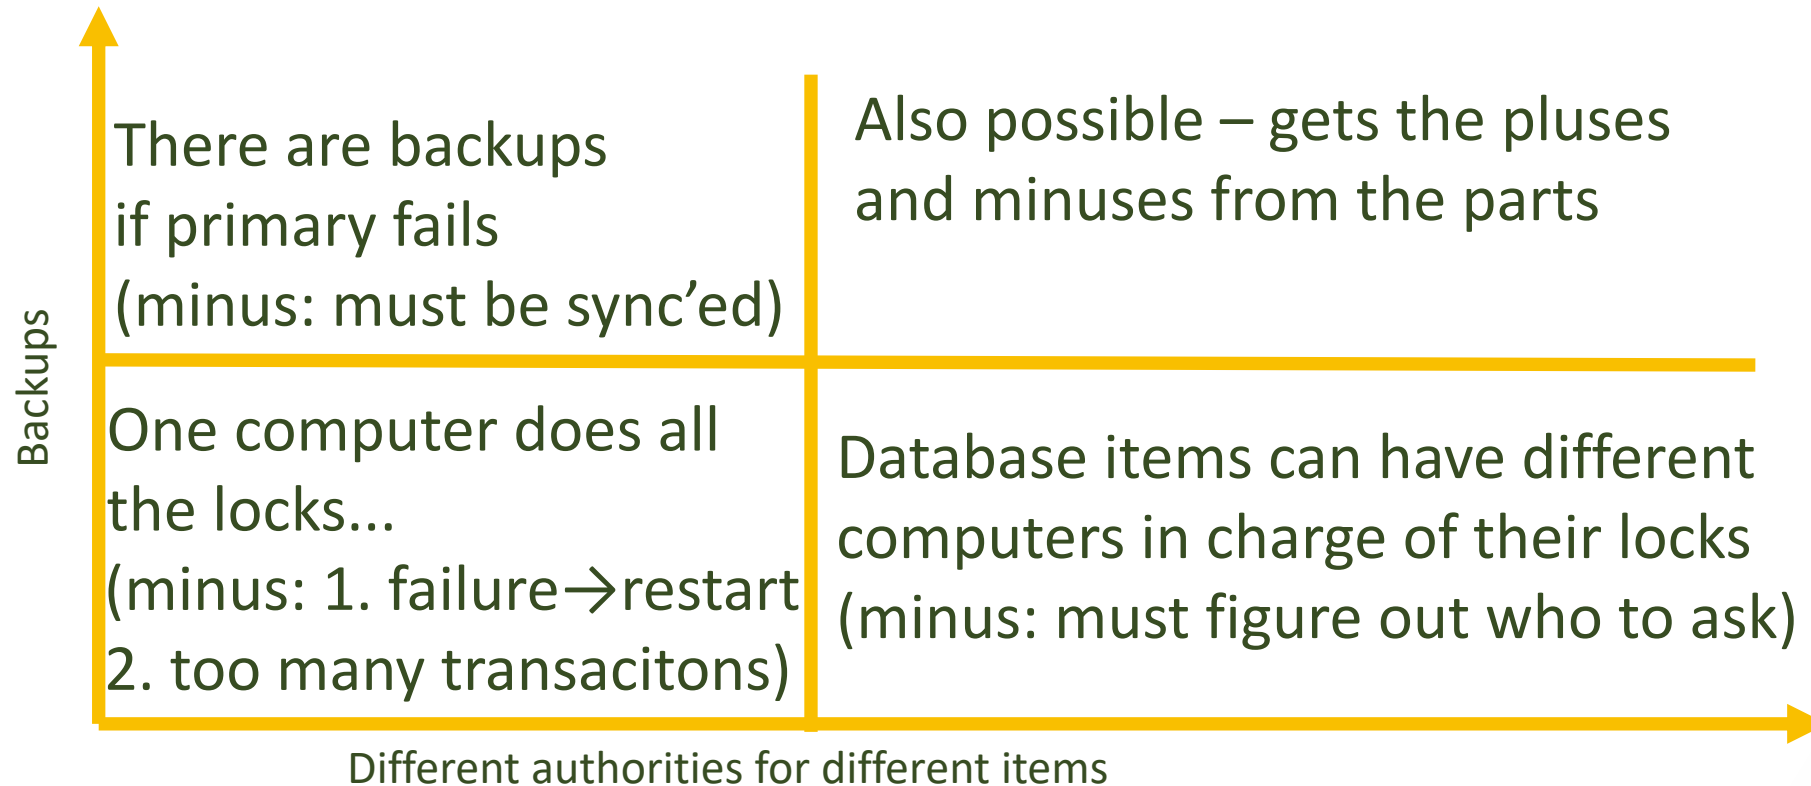 There are backups
if primary fails
(minus: must be sync’ed)
Also possible – gets the pluses
and minuses from the parts
Backups
One computer does all
the locks...
(minus: 1. failure→restart
2. too many transacitons)
Database items can have different
computers in charge of their locks
(minus: must figure out who to ask)
Different authorities for different items